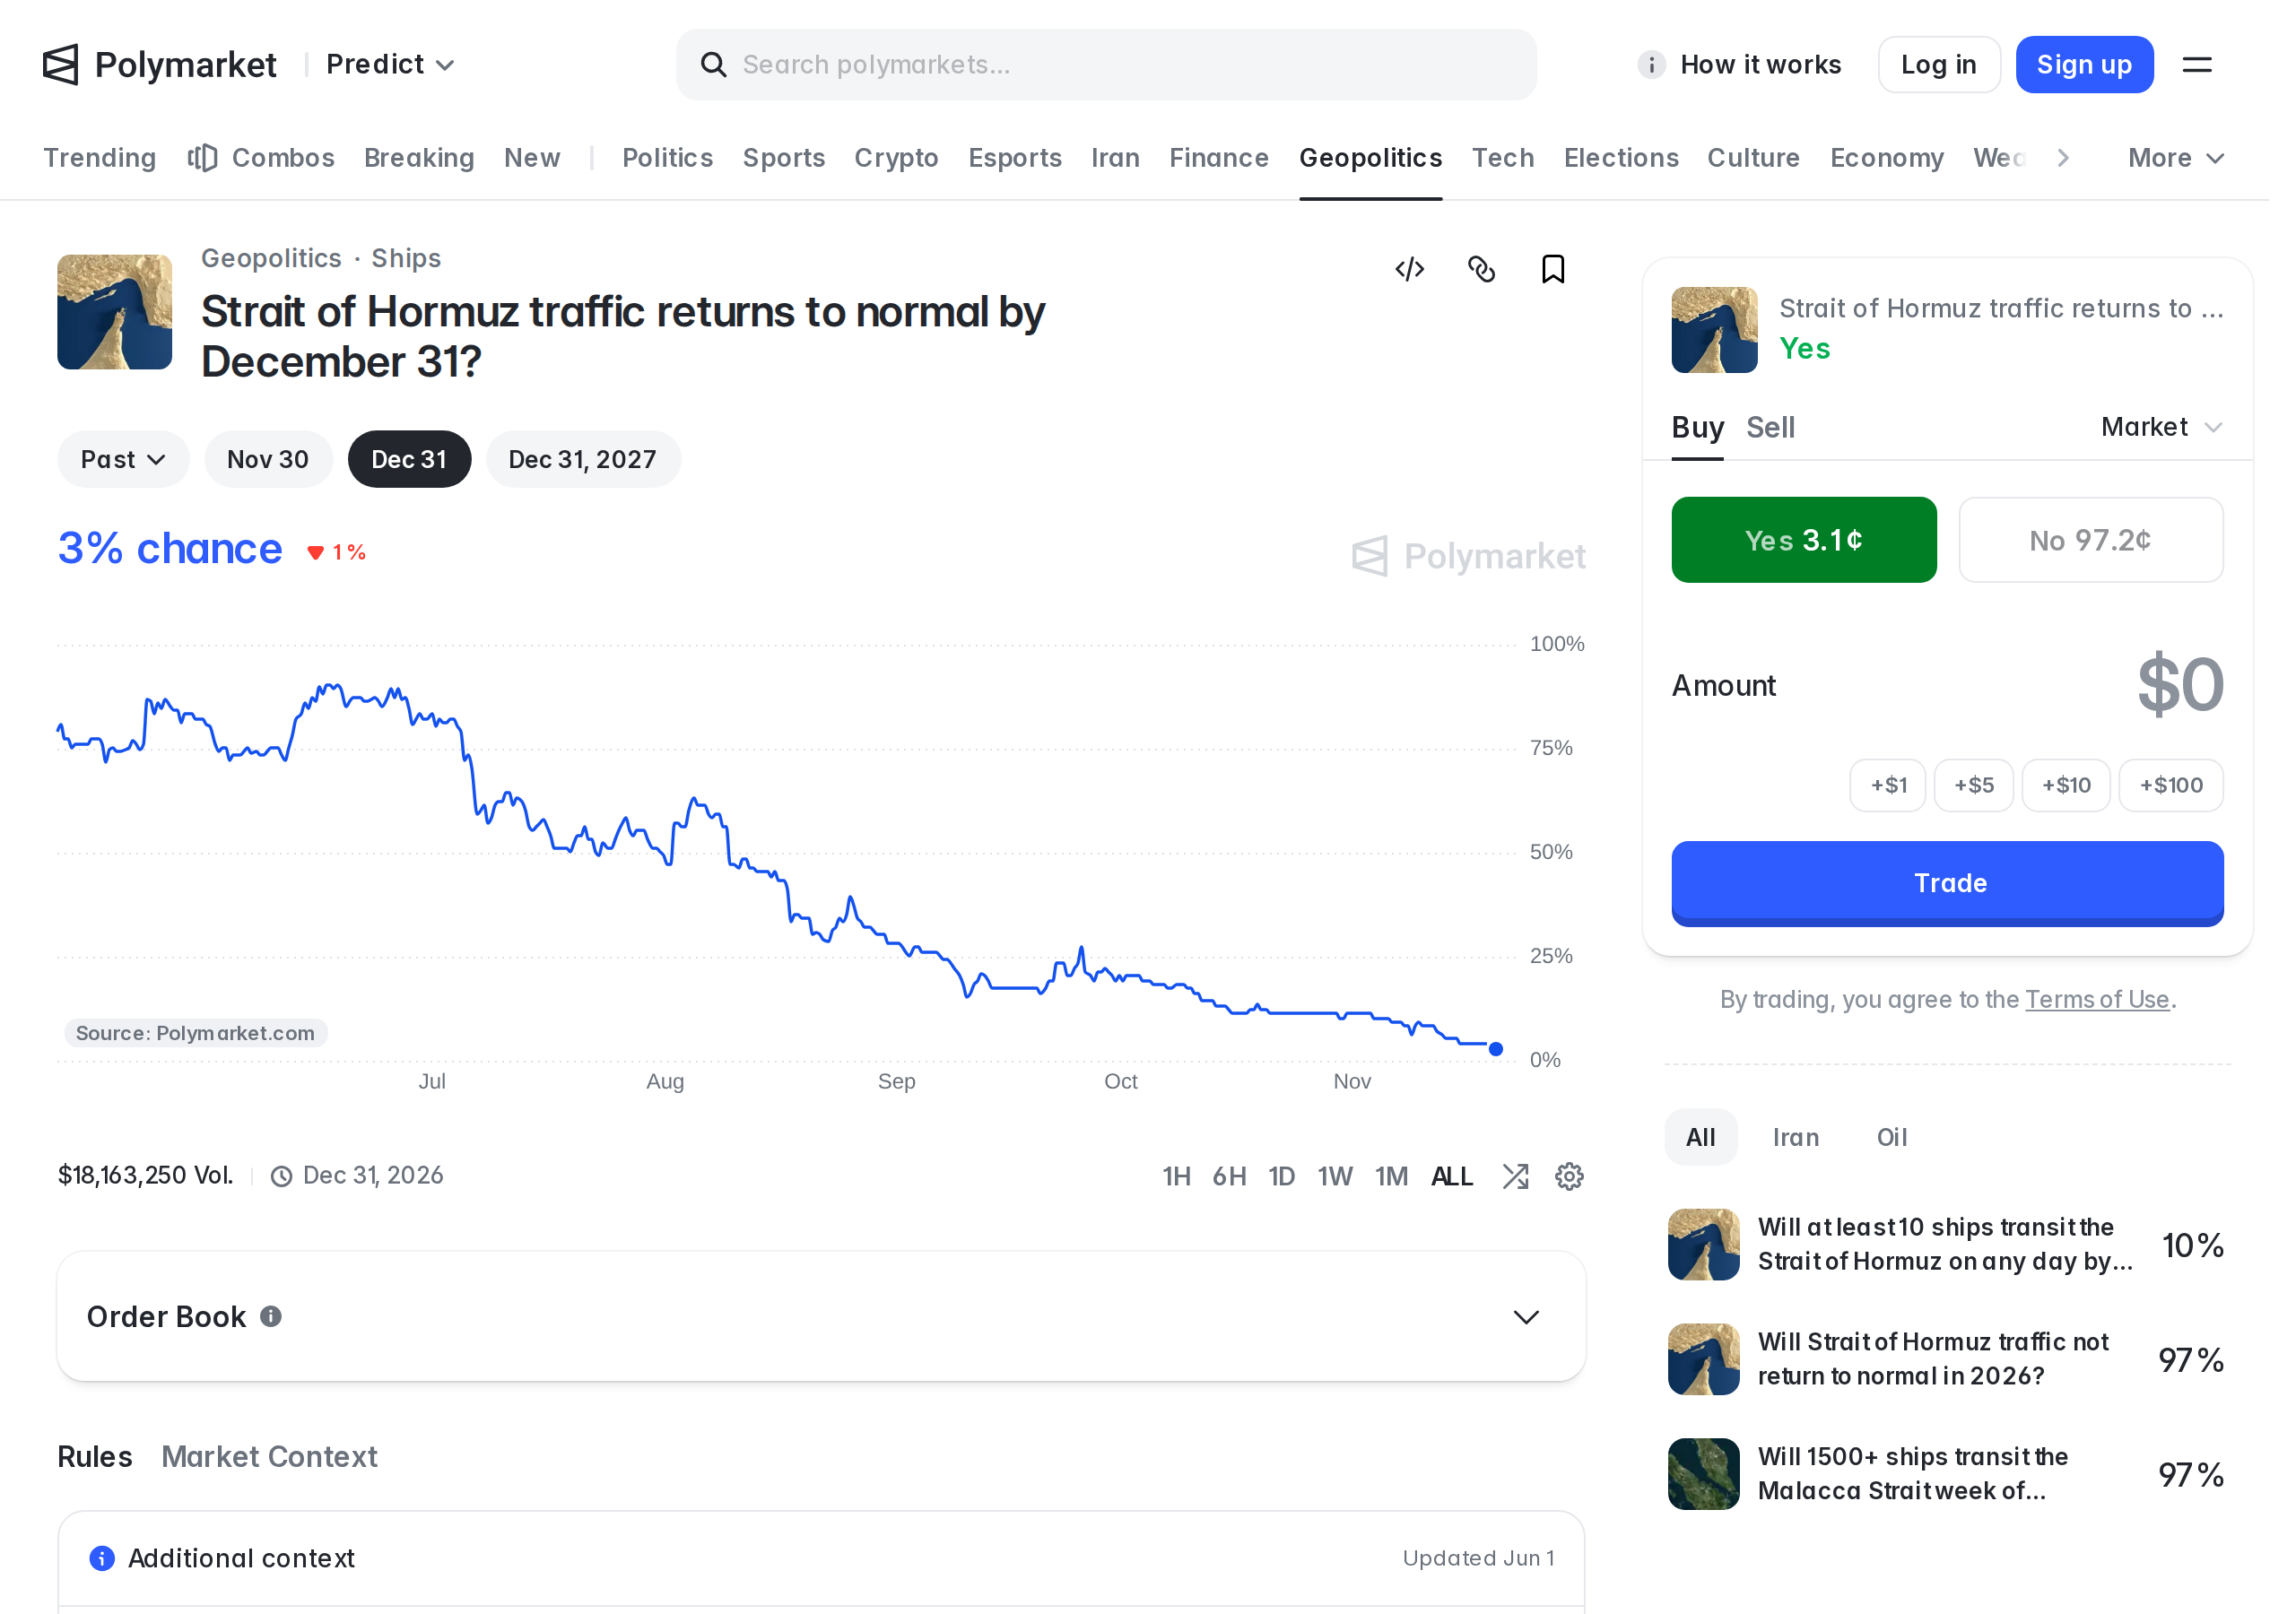 Polymarket
Predict
Search polymarkets...
How it works
Log in
Sign up
Trending
Combos
Breaking
New
Politics
Sports
Crypto
Esports
Iran
Finance
Geopolitics
Tech
Elections
Culture
Economy
More
Geopolitics · Ships
Strait of Hormuz traffic returns to normal by
December 31?
Past
Nov 30
Dec 31
Dec 31, 2027
3% chance
1%
Polymarket
100%
75%
50%
25%
0%
Source: Polymarket.com
Jul
Aug
Sep
Oct
Nov
$18,163,250 Vol.
Dec 31, 2026
1H
6H
1D
1W
1M
ALL
Order Book
Rules
Market Context
Additional context
Updated Jun 1
Strait of Hormuz traffic returns to ...
Yes
Buy
Sell
Market
Yes 3.1¢
No 97.2¢
Amount
$0
+$1
+$5
+$10
+$100
Trade
By trading, you agree to the Terms of Use.
All
Iran
Oil
Will at least 10 ships transit the
Strait of Hormuz on any day by...
10%
Will Strait of Hormuz traffic not
return to normal in 2026?
97%
Will 1500+ ships transit the
Malacca Strait week of...
97%